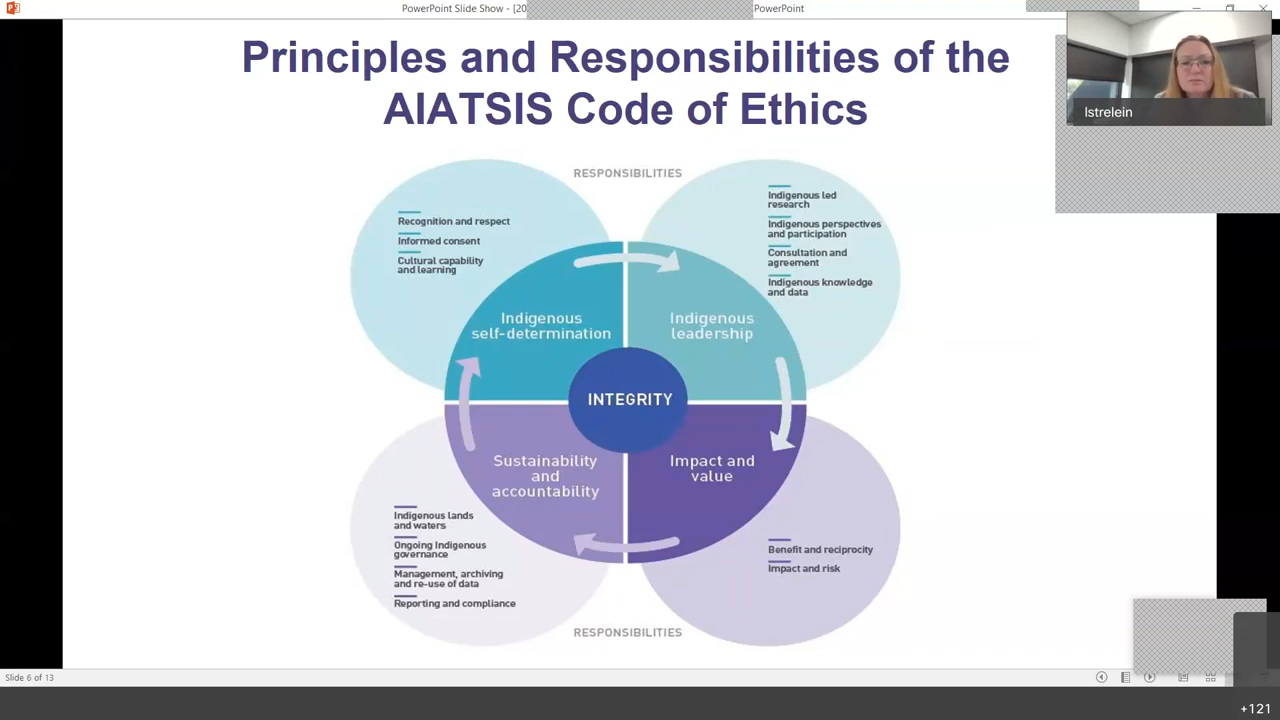 PowerPoint Slide Show - [20
PowerPoint
Principles and Responsibilities of the
AIATSIS Code of Ethics
Istrelein
RESPONSIBILITIES
Recognition and respect
Informed consent
Cultural capability
and learning
Indigenous led
research
Indigenous perspectives
and participation
Consultation and
agreement
Indigenous knowledge
and data
Indigenous
self-determination
Indigenous
leadership
INTEGRITY
Sustainability
and
accountability
Impact and
value
Indigenous lands
and waters
Ongoing Indigenous
governance
Management, archiving
and re-use of data
Reporting and compliance
Benefit and reciprocity
Impact and risk
RESPONSIBILITIES
Slide 6 of 13
+121